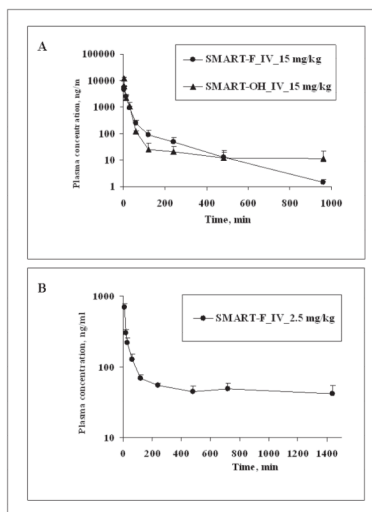 A
100000
10000
1000
100
10
1
Plasma concentration, ng/m
SMART-F_IV_15 mg/kg
SMART-OH_IV_15 mg/kg
0 200 400 600 800 1000
Time, min
B
1000
100
10
Plasma concentration, ng/ml
SMART-F_IV_2.5 mg/kg
0 200 400 600 800 1000 1200 1400
Time, min